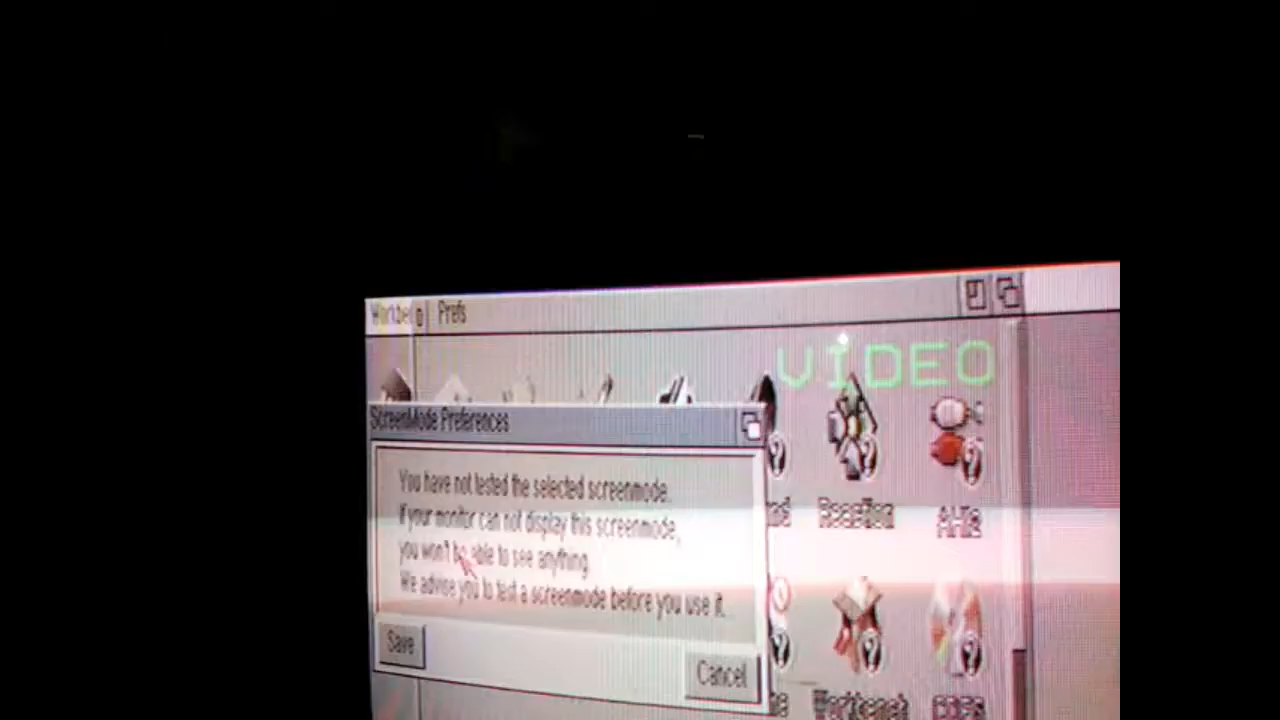 Prefs
VIDEO
ScreenMode Preferences
You have not tested the selected screenmode.
If your monitor can not display this screenmode,
you won't be able to see anything.
We advise you to test a screenmode before you use it.
Save
Cancel
Reaction